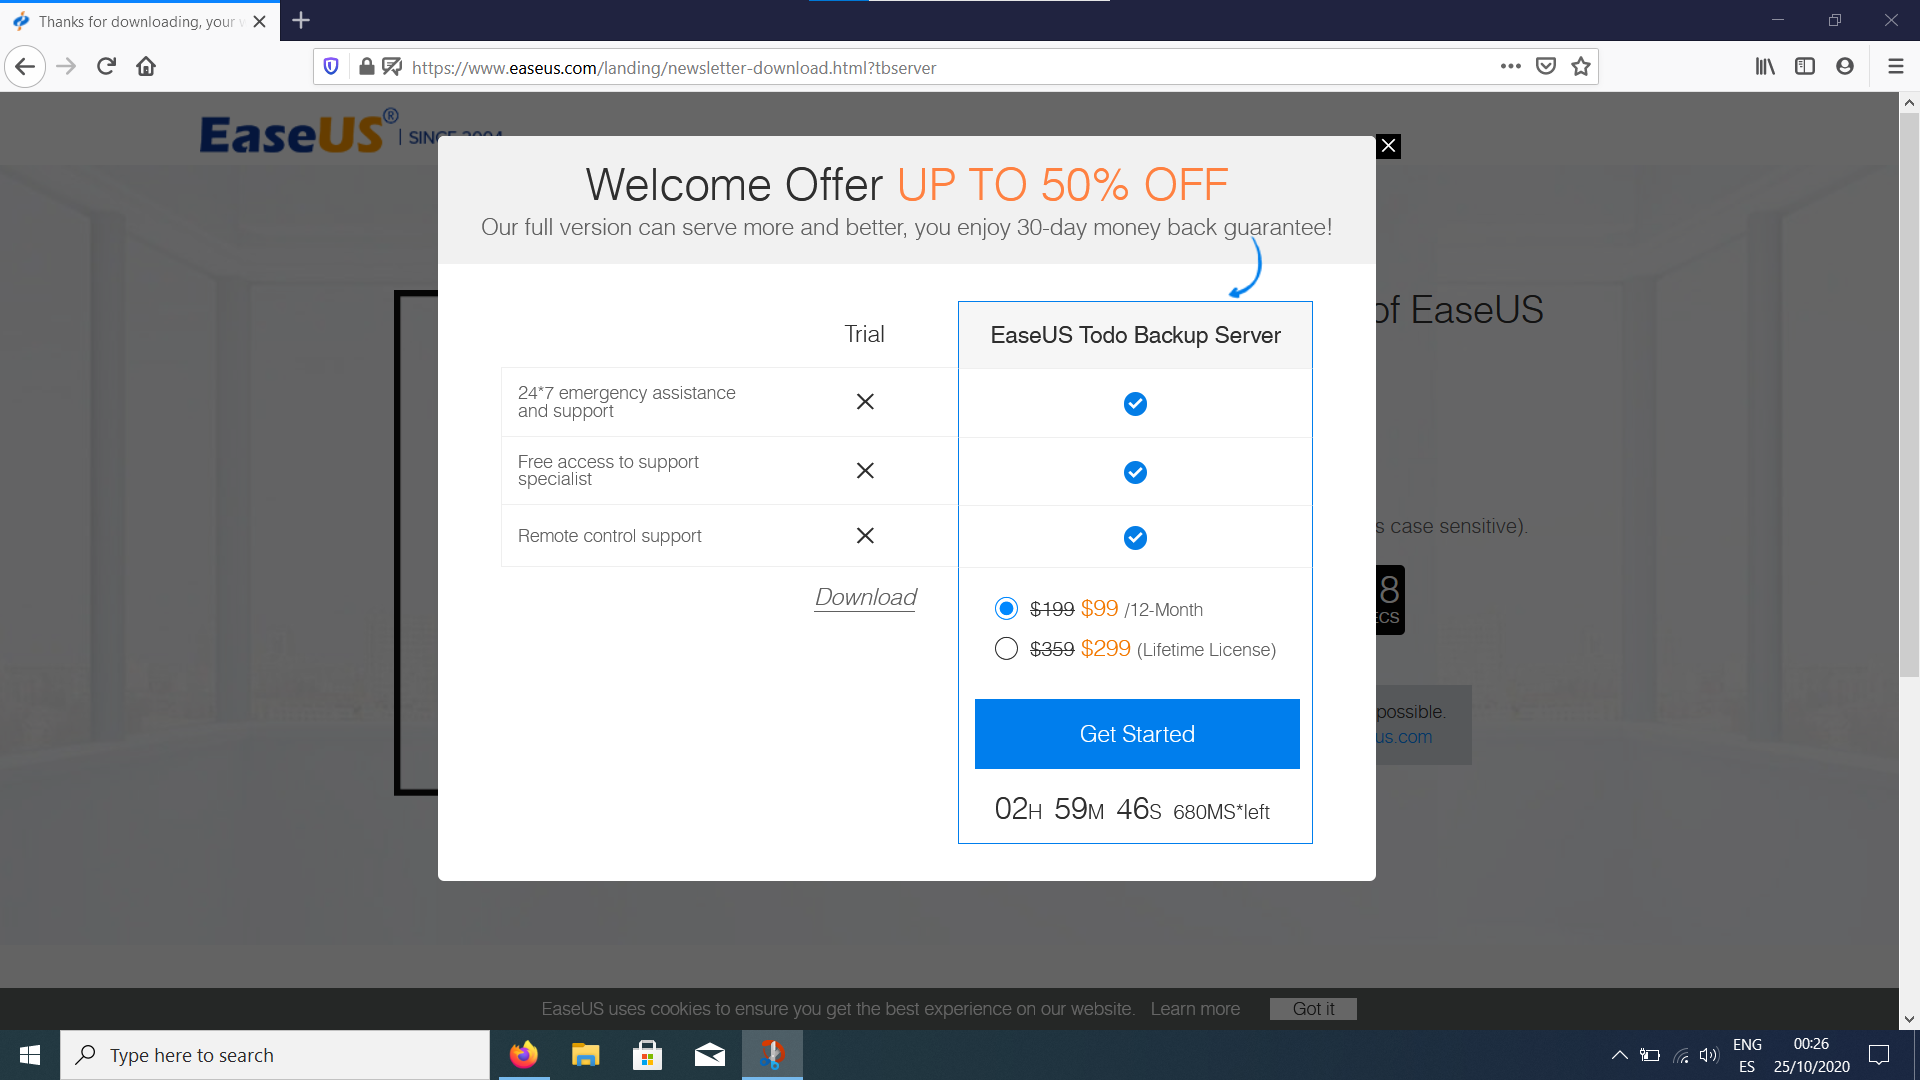 Thanks for downloading, your
https://www.easeus.com/landing/newsletter-download.html?tbserver
EaseUS® | SINCE 2004
Welcome Offer UP TO 50% OFF
Our full version can serve more and better, you enjoy 30-day money back guarantee!
of EaseUS
Trial
EaseUS Todo Backup Server
24*7 emergency assistance
and support
Free access to support
specialist
Remote control support
s case sensitive).
Download
8
ECS
$199 $99 /12-Month
$359 $299 (Lifetime License)
possible.
us.com
Get Started
02H 59M 46S 680MS*left
EaseUS uses cookies to ensure you get the best experience on our website. Learn more Got it
Type here to search
ENG
ES
00:26
25/10/2020